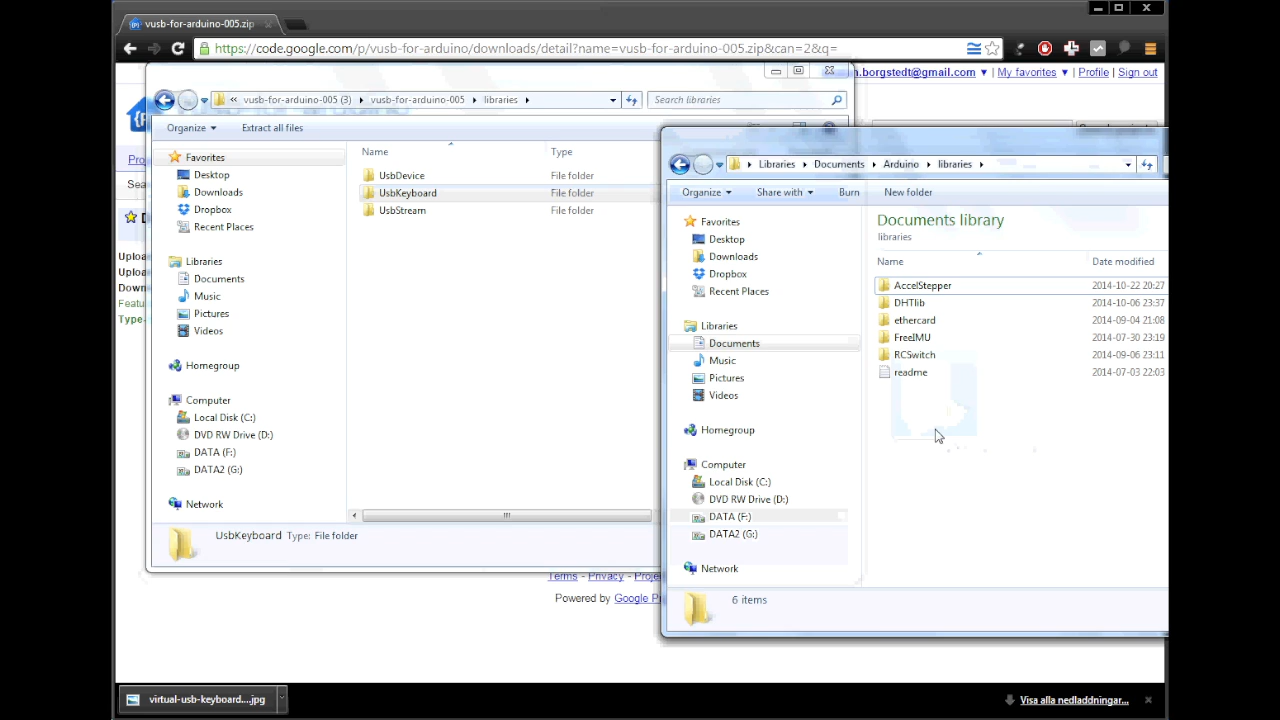 vusb-for-arduino-005.zip
https://code.google.com/p/vusb-for-arduino/downloads/detail?name=vusb-for-arduino-005.zip&can=2&q=
n.borgstedt@gmail.com ▼ | My favorites ▼ | Profile | Sign out
« vusb-for-arduino-005 (3) ▸ vusb-for-arduino-005 ▸ libraries ▸
Search libraries
Organize ▼ Extract all files
Favorites
Desktop
Downloads
Dropbox
Recent Places
Libraries
Documents
Music
Pictures
Videos
Homegroup
Computer
Local Disk (C:)
DVD RW Drive (D:)
DATA (F:)
DATA2 (G:)
Network
Name Type
UsbDevice File folder
UsbKeyboard File folder
UsbStream File folder
UsbKeyboard Type: File folder
Pro
Sea
Uploa
Uploa
Down
Featu
Type-
Terms - Privacy - Proje
Powered by Google P
▸ Libraries ▸ Documents ▸ Arduino ▸ libraries ▸
Organize ▼ Share with ▼ Burn New folder
Favorites
Desktop
Downloads
Dropbox
Recent Places
Libraries
Documents
Music
Pictures
Videos
Homegroup
Computer
Local Disk (C:)
DVD RW Drive (D:)
DATA (F:)
DATA2 (G:)
Network
Documents library
libraries
Name Date modified
AccelStepper 2014-10-22 20:27
DHTlib 2014-10-06 23:37
ethercard 2014-09-04 21:08
FreeIMU 2014-07-30 23:19
RCSwitch 2014-09-06 23:11
readme 2014-07-03 22:03
6 items
virtual-usb-keyboard....jpg
Visa alla nedladdningar...